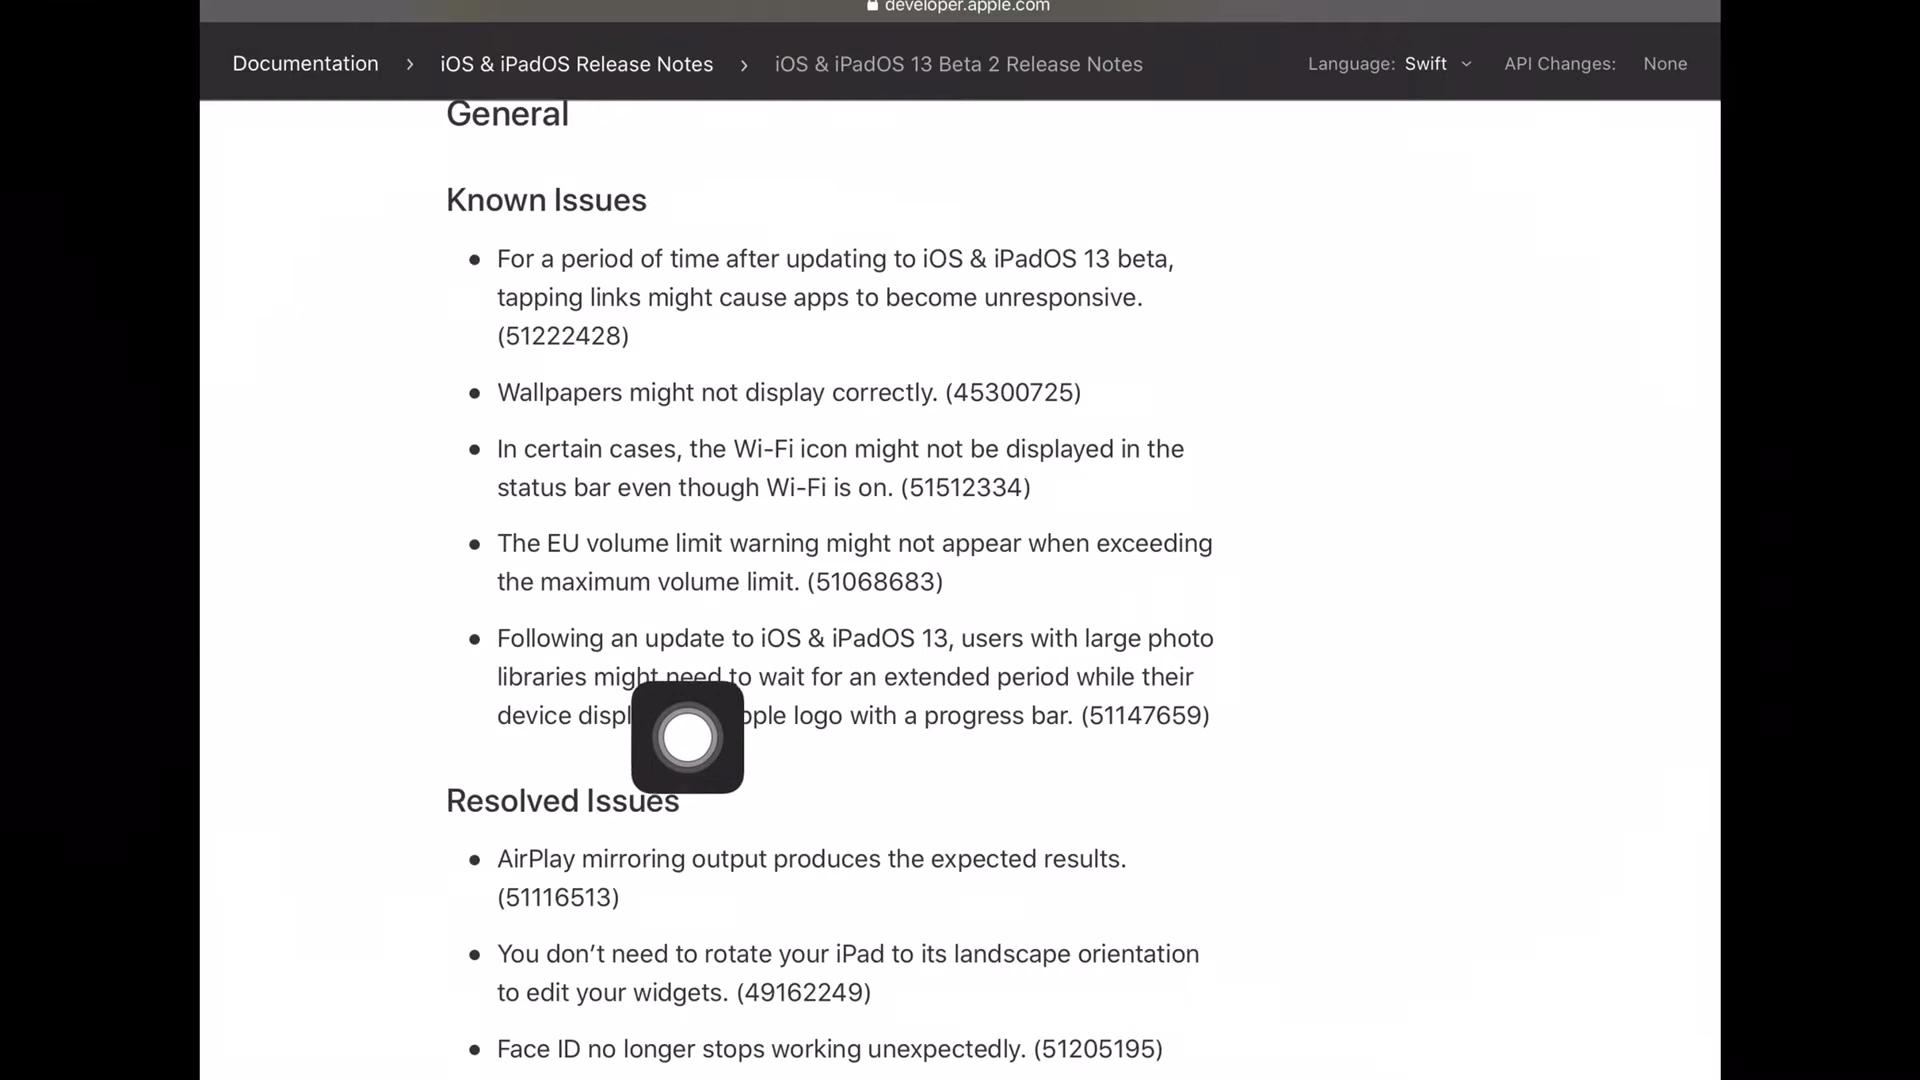 developer.apple.com
Documentation > iOS & iPadOS Release Notes > iOS & iPadOS 13 Beta 2 Release Notes Language: Swift API Changes: None
General
Known Issues
• For a period of time after updating to iOS & iPadOS 13 beta,
tapping links might cause apps to become unresponsive.
(51222428)
• Wallpapers might not display correctly. (45300725)
• In certain cases, the Wi-Fi icon might not be displayed in the
status bar even though Wi-Fi is on. (51512334)
• The EU volume limit warning might not appear when exceeding
the maximum volume limit. (51068683)
• Following an update to iOS & iPadOS 13, users with large photo
libraries might need to wait for an extended period while their
device logo with a progress bar. (51147659)
Resolved Issues
• AirPlay mirroring output produces the expected results.
(51116513)
• You don’t need to rotate your iPad to its landscape orientation
to edit your widgets. (49162249)
• Face ID no longer stops working unexpectedly. (51205195)